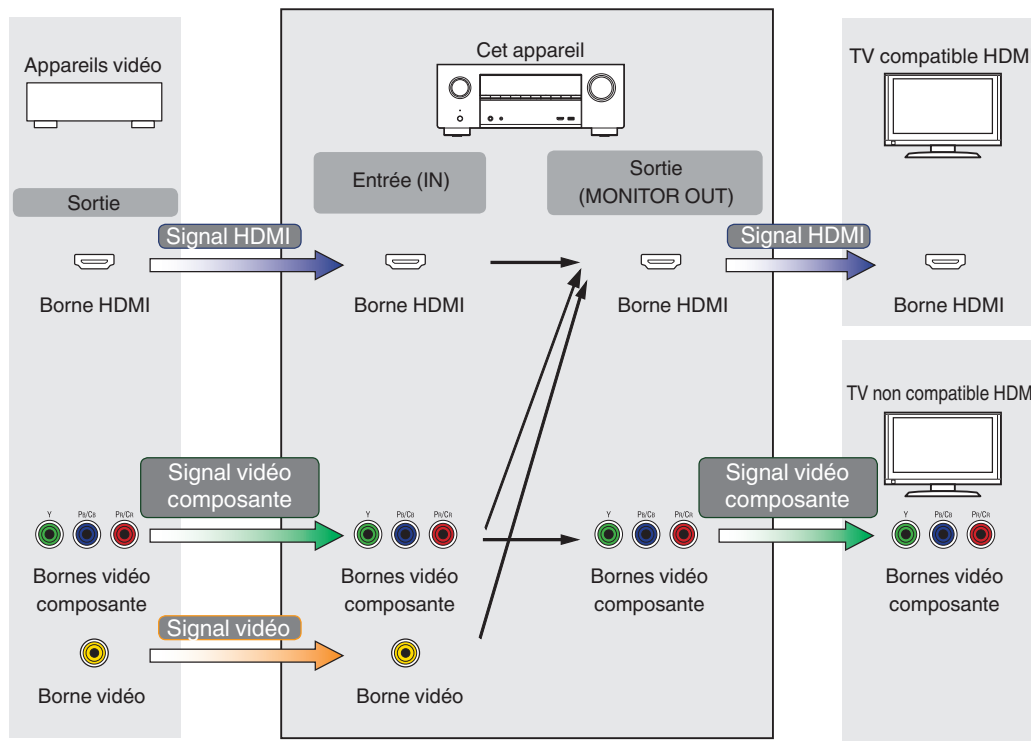 Appareils vidéo
Cet appareil
TV compatible HDM
Sortie
Entrée (IN)
Sortie
(MONITOR OUT)
Signal HDMI
Signal HDMI
Borne HDMI
Borne HDMI
Borne HDMI
Borne HDMI
TV non compatible HDM
Signal vidéo
composante
Signal vidéo
composante
Y PB/CB PR/CR
Y PB/CB PR/CR
Y PB/CB PR/CR
Y PB/CB PR/CR
Bornes vidéo
composante
Bornes vidéo
composante
Bornes vidéo
composante
Bornes vidéo
composante
Signal vidéo
Borne vidéo
Borne vidéo